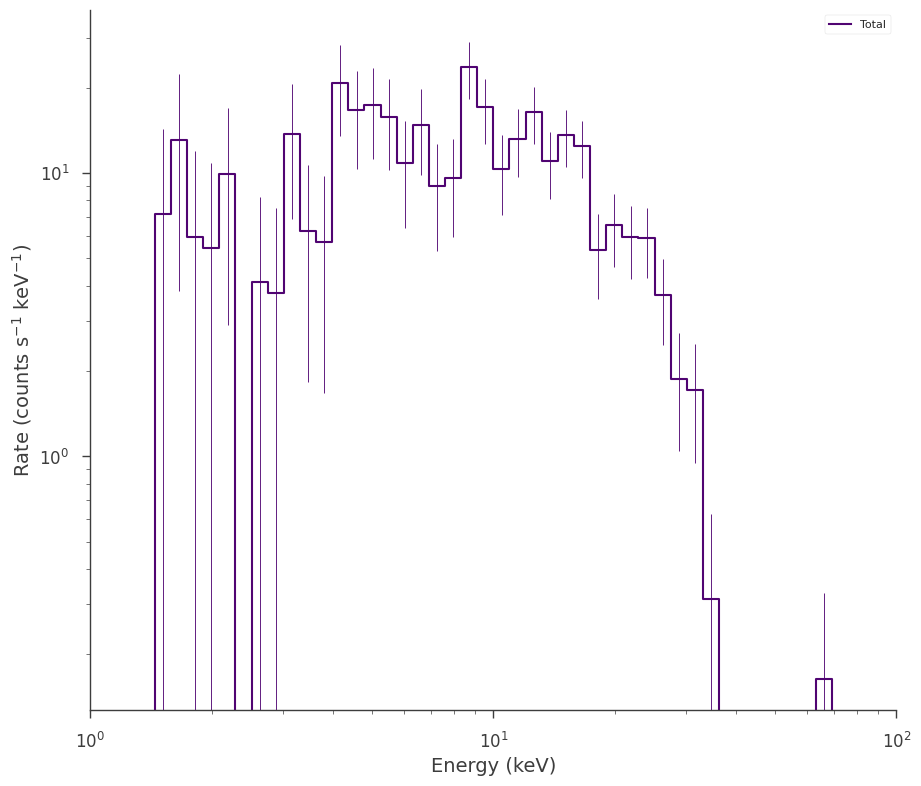 Total
10¹
10⁰
Rate (counts s⁻¹ keV⁻¹)
10⁰
10¹
10²
Energy (keV)